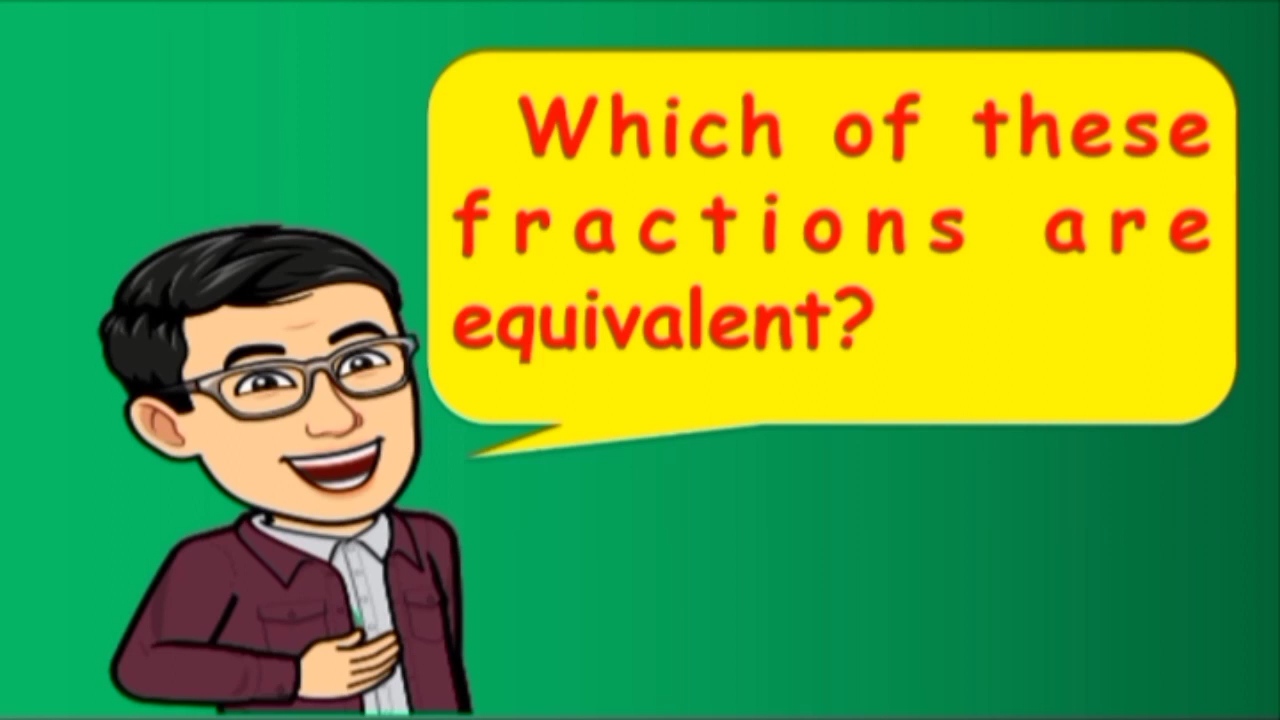 Which of these
fractions are
equivalent?